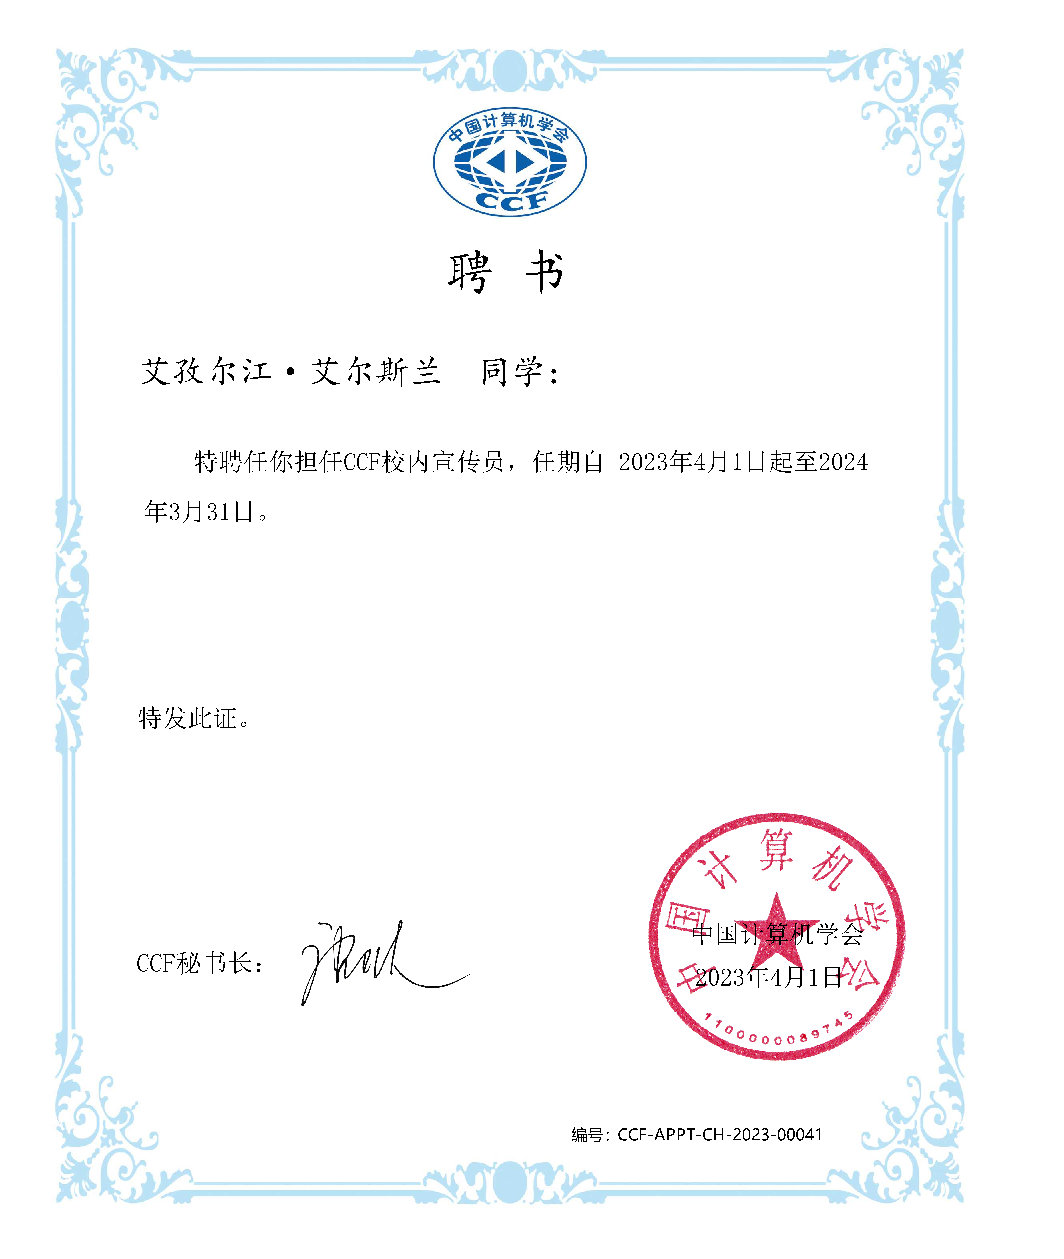 中国计算机学会
CCF
聘 书
艾孜尔江·艾尔斯兰 同学：
特聘任你担任CCF校内宣传员，任期自 2023年4月1日起至2024
年3月31日。
特发此证。
中国计算机学会
CCF秘书长：
中国计算机学会
2023年4月1日
1100000089745
编号：CCF-APPT-CH-2023-00041